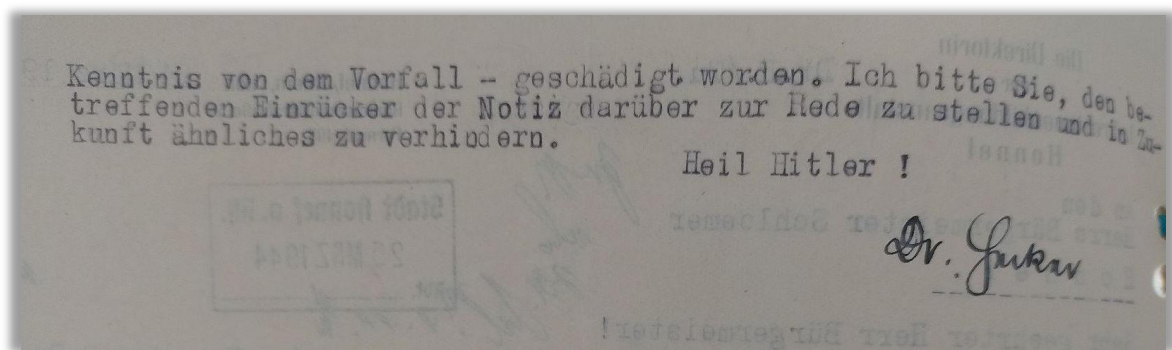 Kenntnis von dem Vorfall - geschädigt worden. Ich bitte Sie, den be-
treffenden Einrücker der Notiz darüber zur Rede zu stellen und in Zu-
kunft ähnliches zu verhindern.
Heil Hitler !
Dr.